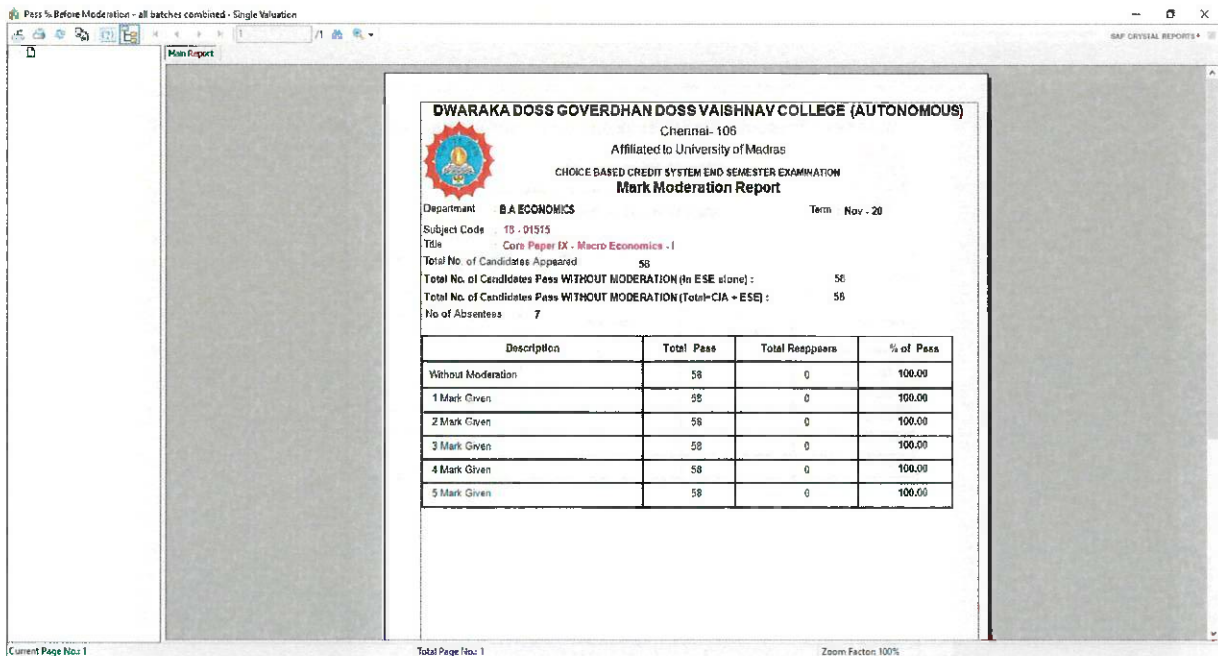 Pass % Before Moderation - all batches combined - Single Valuation
1 /1
SAP CRYSTAL REPORTS
Main Report
DWARAKA DOSS GOVERDHAN DOSS VAISHNAV COLLEGE (AUTONOMOUS)
Chennai- 106
Affiliated to University of Madras
CHOICE BASED CREDIT SYSTEM END SEMESTER EXAMINATION
Mark Moderation Report
Department : B A ECONOMICS Term Nov - 20
Subject Code : 18 - 01515
Title : Core Paper IX - Macro Economics - I
Total No. of Candidates Appeared 58
Total No. of Candidates Pass WITHOUT MODERATION (In ESE alone) : 58
Total No. of Candidates Pass WITHOUT MODERATION (Total=CIA + ESE) : 58
No of Absentees 7
Description Total Pass Total Reappears % of Pass
Without Moderation 58 0 100.00
1 Mark Given 58 0 100.00
2 Mark Given 58 0 100.00
3 Mark Given 58 0 100.00
4 Mark Given 58 0 100.00
5 Mark Given 58 0 100.00
Current Page No.: 1 Total Page No.: 1 Zoom Factor: 100%